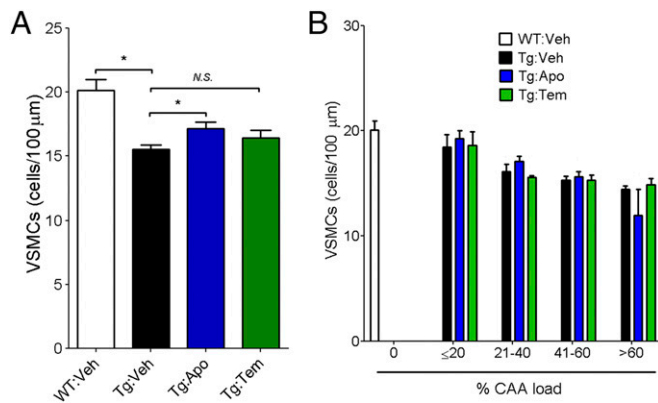 A
VSMCs (cells/100 μm)
25
20
15
10
5
0
*
N.S.
*
WT:Veh
Tg:Veh
Tg:Apo
Tg:Tem
B
WT:Veh
Tg:Veh
Tg:Apo
Tg:Tem
VSMCs (cells/100 μm)
30
20
10
0
0
≤20
21-40
41-60
>60
% CAA load